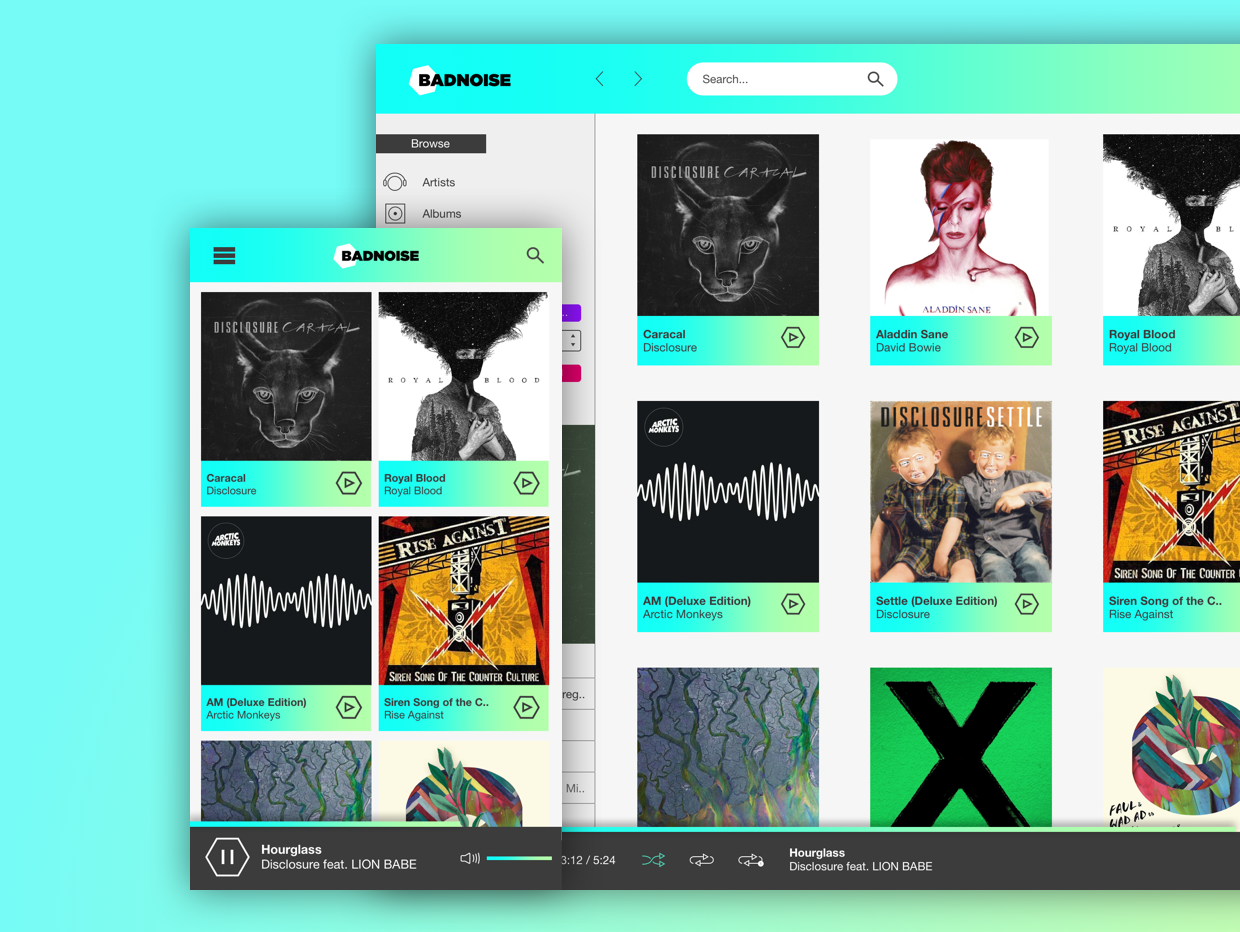 BADNOISE
Search...
Browse
Artists
Albums
DISCLOSURE CARACAL
Caracal
Disclosure
ALADDIN SANE
Aladdin Sane
David Bowie
ROYAL BL
Royal Blood
Royal Blood
ARCTIC
MONKEYS
AM (Deluxe Edition)
Arctic Monkeys
DISCLOSURE SETTLE
Settle (Deluxe Edition)
Disclosure
RISE AGAINST
SIREN SONG OF THE COUNTER CUL
Siren Song of the C..
Rise Against
X
FAUL &
WAD AD
reg..
Mi..
3:12 / 5:24
Hourglass
Disclosure feat. LION BABE
BADNOISE
DISCLOSURE CARACAL
Caracal
Disclosure
ROYAL BLOOD
Royal Blood
Royal Blood
ARCTIC
MONKEYS
AM (Deluxe Edition)
Arctic Monkeys
RISE AGAINST
SIREN SONG OF THE COUNTER CULTURE
Siren Song of the C..
Rise Against
Hourglass
Disclosure feat. LION BABE